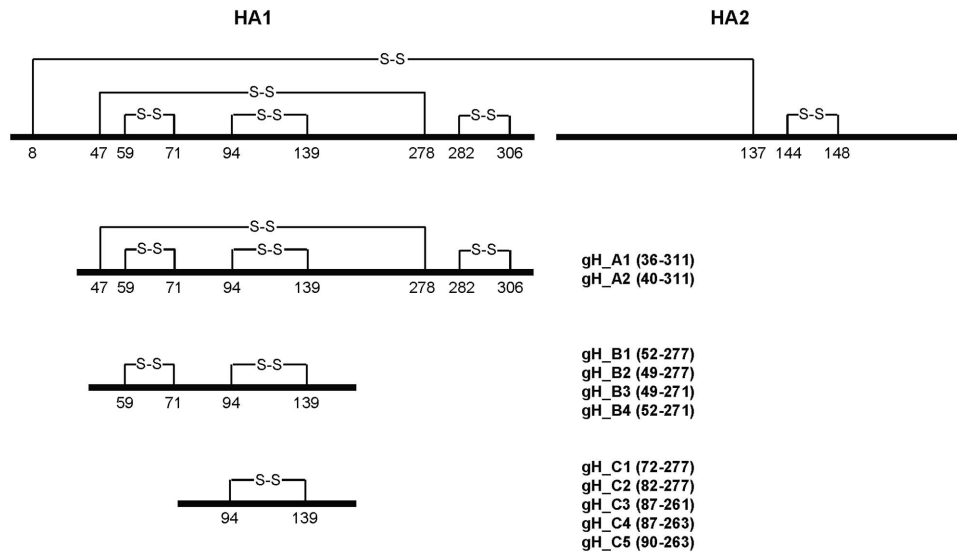 HA1 HA2
S-S
S-S
S-S S-S S-S S-S
8 47 59 71 94 139 278 282 306 137 144 148
S-S
S-S S-S S-S
47 59 71 94 139 278 282 306
gH_A1 (36-311)
gH_A2 (40-311)
S-S S-S
59 71 94 139
gH_B1 (52-277)
gH_B2 (49-277)
gH_B3 (49-271)
gH_B4 (52-271)
S-S
94 139
gH_C1 (72-277)
gH_C2 (82-277)
gH_C3 (87-261)
gH_C4 (87-263)
gH_C5 (90-263)